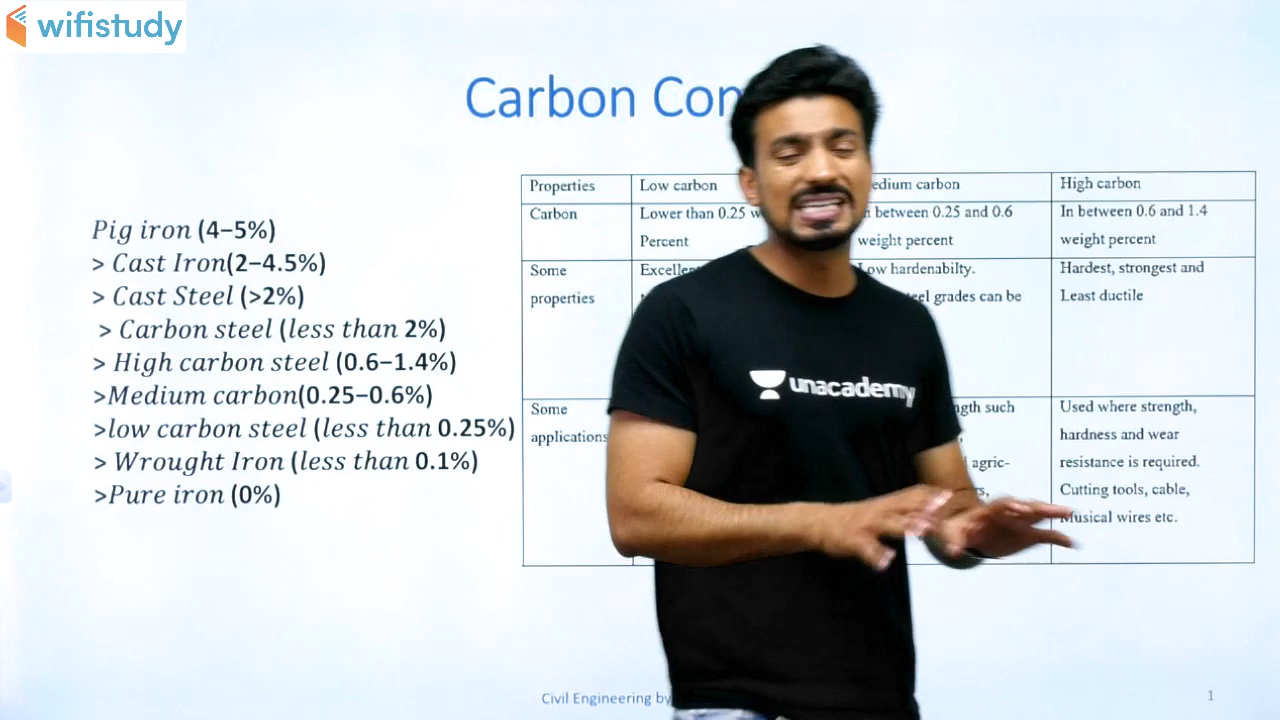 wifistudy
Carbon Con
Pig iron (4–5%)
> Cast Iron(2–4.5%)
> Cast Steel (>2%)
> Carbon steel (less than 2%)
> High carbon steel (0.6–1.4%)
>Medium carbon(0.25–0.6%)
>low carbon steel (less than 0.25%)
> Wrought Iron (less than 0.1%)
>Pure iron (0%)
Properties
Low carbon
edium carbon
High carbon
Carbon
Lower than 0.25 w
Percent
between 0.25 and 0.6
weight percent
In between 0.6 and 1.4
weight percent
Some
properties
Excelle
Low hardenabilty.
eel grades can be
Hardest, strongest and
Least ductile
Some
applications
ngth such
agric-
Used where strength,
hardness and wear
resistance is required.
Cutting tools, cable,
Musical wires etc.
unacademy
Civil Engineering by
1